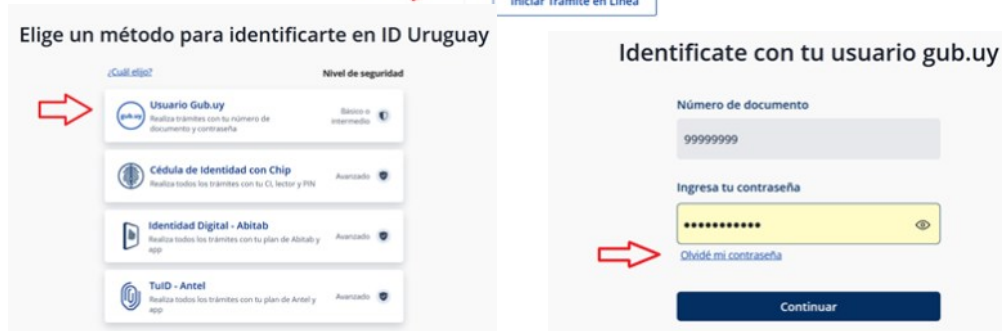 Iniciar Trámite en Línea
Elige un método para identificarte en ID Uruguay
¿Cuál elijo?
Nivel de seguridad
gub.uy
Usuario Gub.uy
Realiza trámites con tu número de
documento y contraseña
Básico o
intermedio
Cédula de Identidad con Chip
Realiza todos los trámites con tu CI, lector y PIN
Avanzado
Identidad Digital - Abitab
Realiza todos los trámites con tu plan de Abitab y
app
Avanzado
TuID - Antel
Realiza todos los trámites con tu plan de Antel y
app
Avanzado
Identificate con tu usuario gub.uy
Número de documento
99999999
Ingresa tu contraseña
Olvidé mi contraseña
Continuar